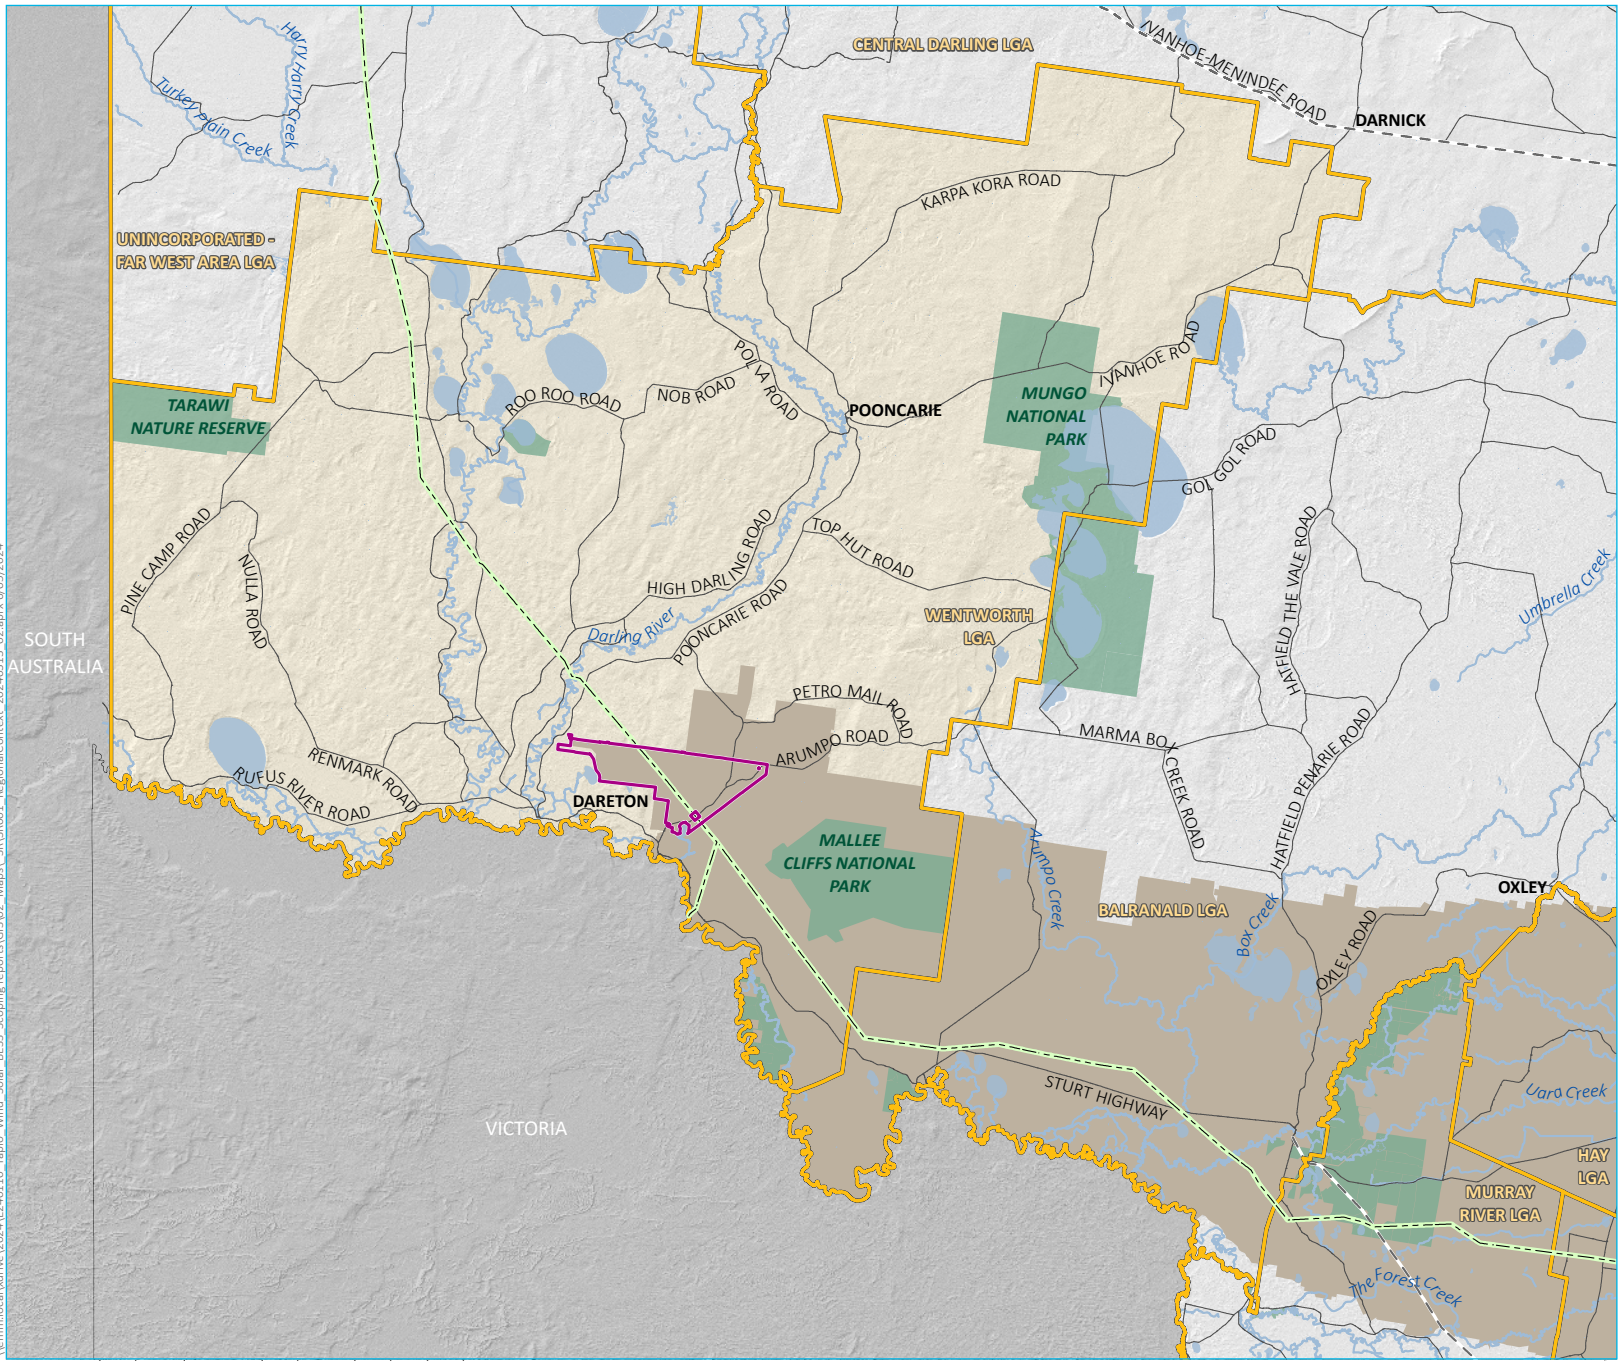 CENTRAL DARLING LGA
IVANHOE-MENINDEE ROAD
DARNICK
Harry Harry Creek
Turkey Plain Creek
KARPA KORA ROAD
UNINCORPORATED -
FAR WEST AREA LGA
POLIA ROAD
IVANHOE ROAD
ROO ROO ROAD
NOB ROAD
POONCARIE
MUNGO
NATIONAL
PARK
TARAWI
NATURE RESERVE
GOL GOL ROAD
PINE CAMP ROAD
NULLA ROAD
HIGH DARLING ROAD
TOP HUT ROAD
HATFIELD THE VALE ROAD
Umbrella Creek
Darling River
POONCARIE ROAD
WENTWORTH
LGA
SOUTH
AUSTRALIA
PETRO MAIL ROAD
ARUMPO ROAD
MARMA BOX
CREEK ROAD
HATFIELD PENARIE ROAD
RENMARK ROAD
RUFUS RIVER ROAD
DARETON
MALLEE
CLIFFS NATIONAL
PARK
Arumpo Creek
BALRANALD LGA
Box Creek
OXLEY
OXLEY ROAD
STURT HIGHWAY
Uara Creek
VICTORIA
HAY
LGA
MURRAY
RIVER LGA
The Forest Creek